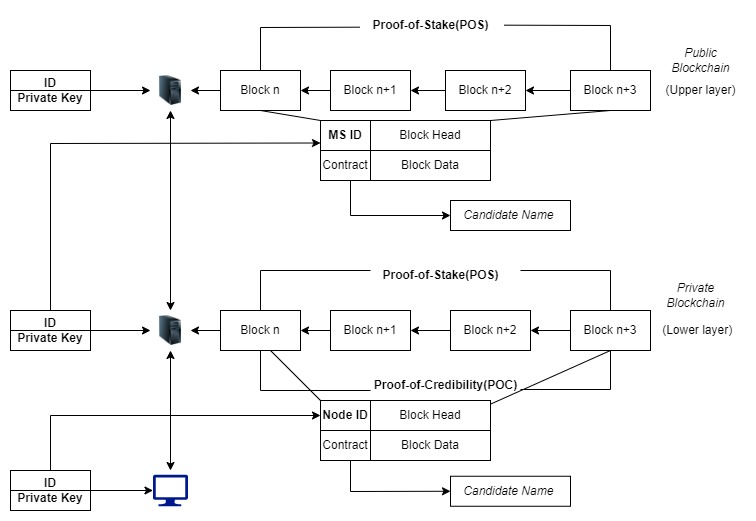 Proof-of-Stake(POS)
Public
Blockchain
(Upper layer)
ID
Private Key
Block n
Block n+1
Block n+2
Block n+3
MS ID
Block Head
Contract
Block Data
Candidate Name
Proof-of-Stake(POS)
Private
Blockchain
(Lower layer)
ID
Private Key
Block n
Block n+1
Block n+2
Block n+3
Proof-of-Credibility(POC)
Node ID
Block Head
Contract
Block Data
ID
Private Key
Candidate Name